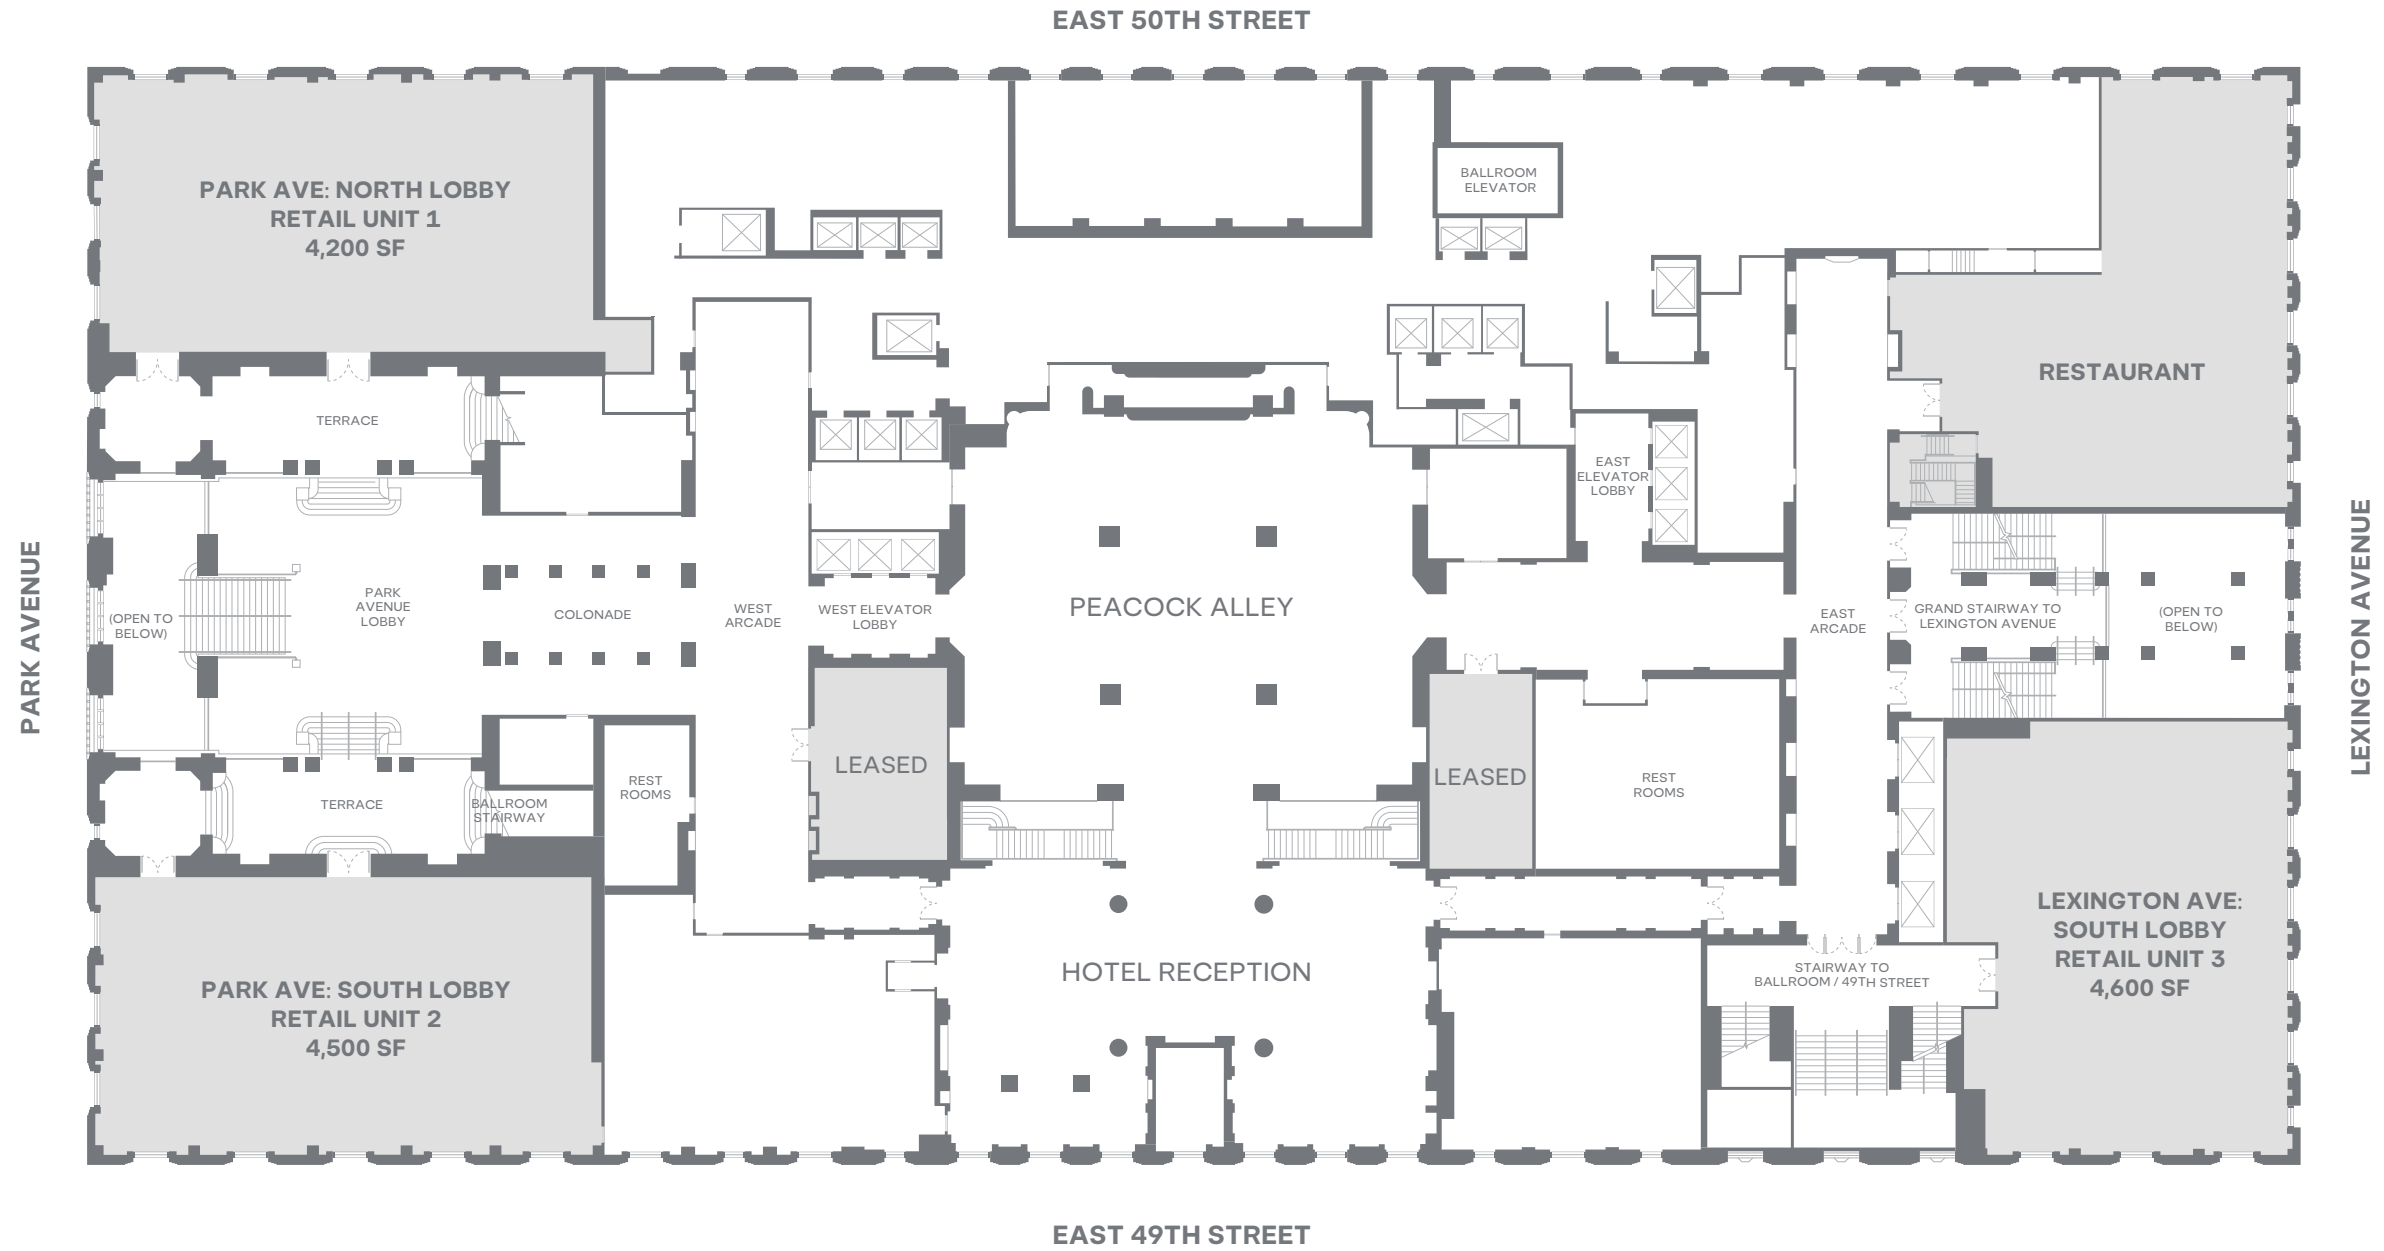 EAST 50TH STREET
PARK AVE: NORTH LOBBY
RETAIL UNIT 1
4,200 SF
BALLROOM
ELEVATOR
RESTAURANT
TERRACE
EAST
ELEVATOR
LOBBY
PARK AVENUE
(OPEN TO
BELOW)
PARK
AVENUE
LOBBY
COLONADE
WEST
ARCADE
WEST ELEVATOR
LOBBY
PEACOCK ALLEY
EAST
ARCADE
GRAND STAIRWAY TO
LEXINGTON AVENUE
(OPEN TO
BELOW)
LEXINGTON AVENUE
TERRACE
BALLROOM
STAIRWAY
REST
ROOMS
LEASED
LEASED
REST
ROOMS
PARK AVE: SOUTH LOBBY
RETAIL UNIT 2
4,500 SF
HOTEL RECEPTION
STAIRWAY TO
BALLROOM / 49TH STREET
LEXINGTON AVE:
SOUTH LOBBY
RETAIL UNIT 3
4,600 SF
EAST 49TH STREET